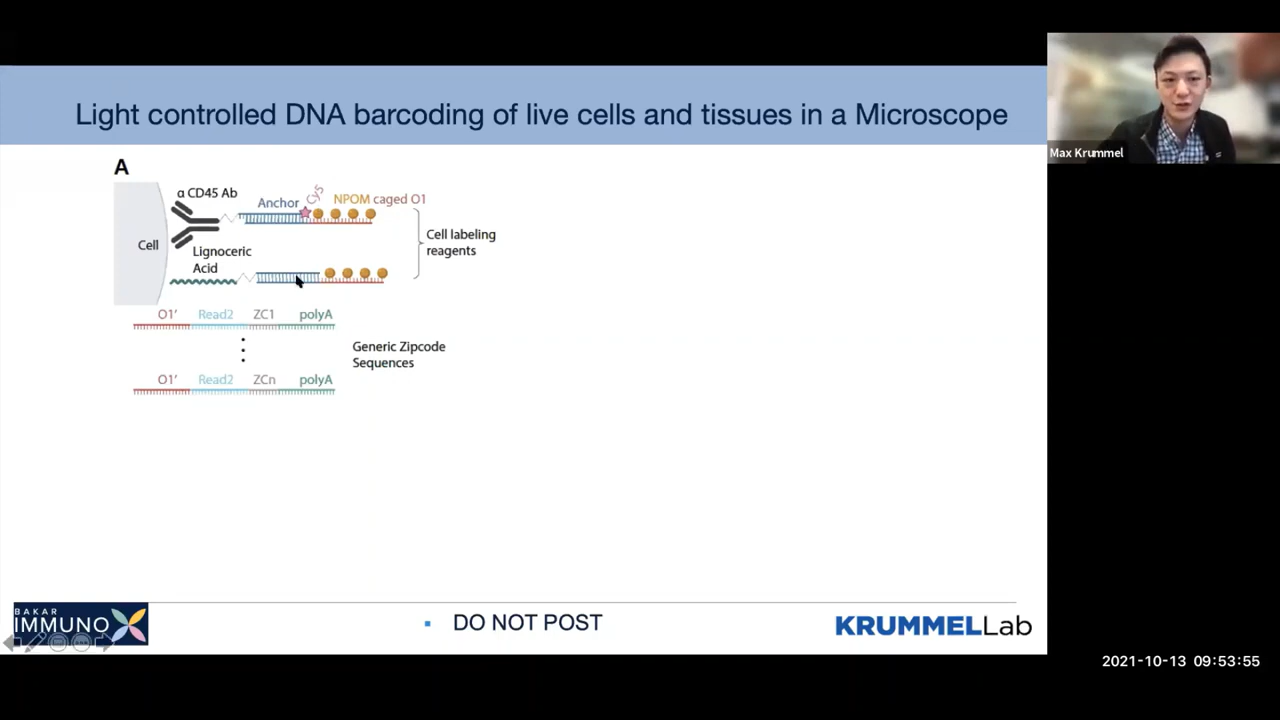 Light controlled DNA barcoding of live cells and tissues in a Microscope
Max Krummel
A
α CD45 Ab
Anchor
Cy5
NPOM caged O1
Cell
Lignoceric
Acid
Cell labeling
reagents
O1' Read2 ZC1 polyA
Generic Zipcode
Sequences
O1' Read2 ZCn polyA
BAKAR
IMMUNO X
▪ DO NOT POST
KRUMMELLab
2021-10-13 09:53:55